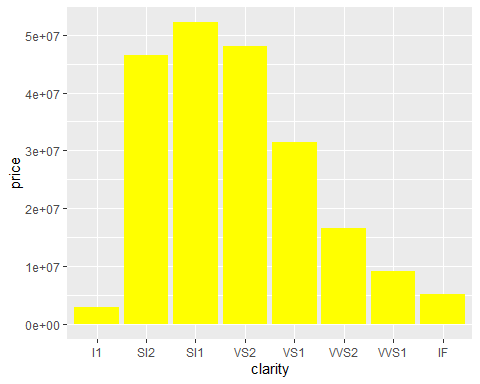 price
5e+07
4e+07
3e+07
2e+07
1e+07
0e+00
I1 SI2 SI1 VS2 VS1 VVS2 VVS1 IF
clarity